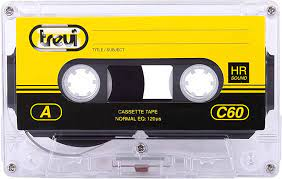 trevi
TITLE / SUBJECT
HR
SOUND
A
CASSETTE TAPE
NORMAL EQ: 120µs
C60